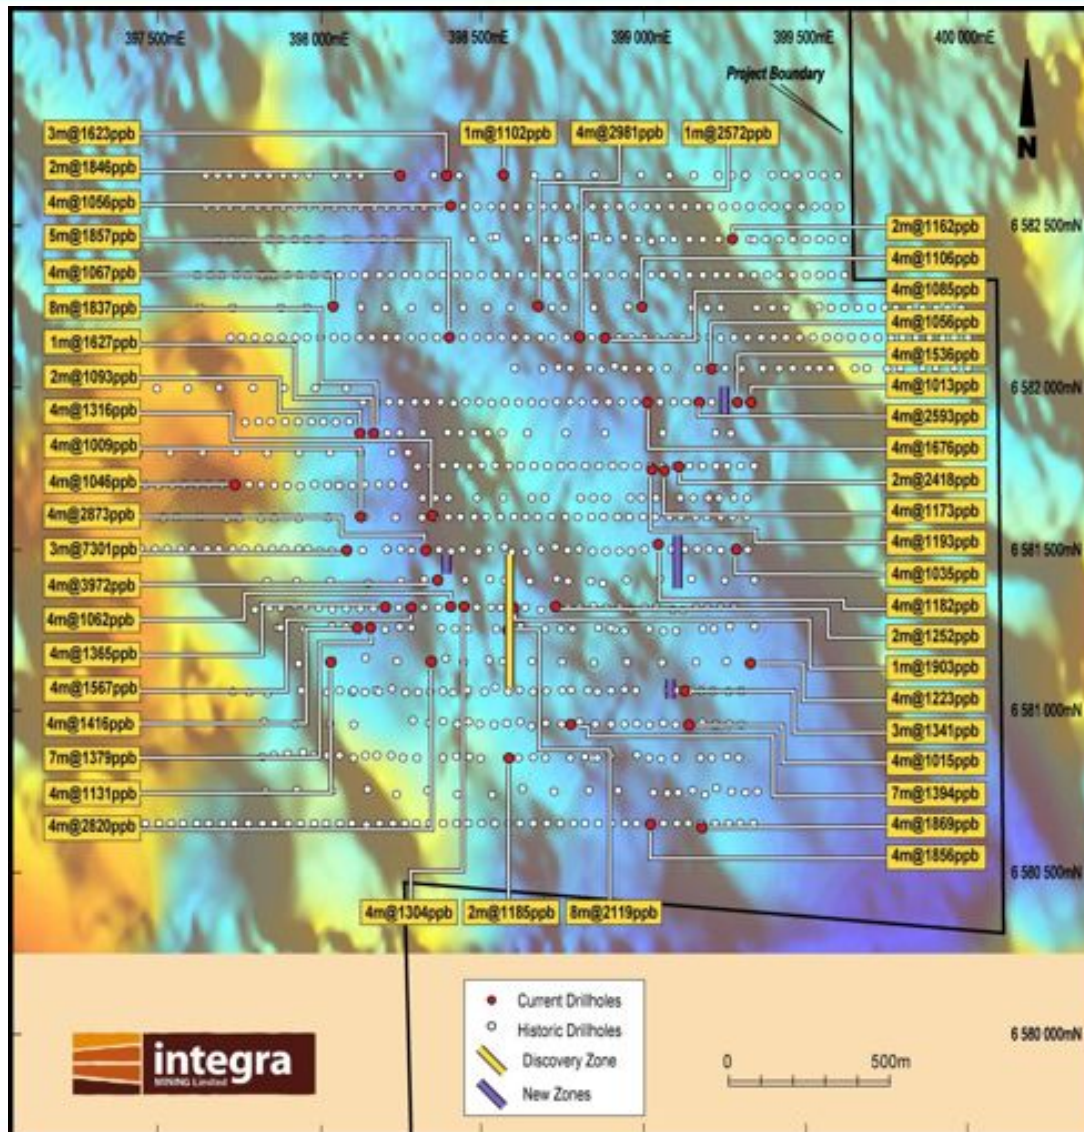 397 500mE
398 000mE
398 500mE
399 000mE
399 500mE
400 000mE
Project Boundary
N
3m@1623ppb
1m@1102ppb
4m@2981ppb
1m@2572ppb
2m@1846ppb
4m@1056ppb
5m@1857ppb
4m@1067ppb
8m@1837ppb
1m@1627ppb
2m@1093ppb
4m@1316ppb
4m@1009ppb
4m@1046ppb
4m@2873ppb
3m@7301ppb
4m@3972ppb
4m@1062ppb
4m@1365ppb
4m@1567ppb
4m@1416ppb
7m@1379ppb
4m@1131ppb
4m@2820ppb
6 582 500mN
2m@1162ppb
4m@1106ppb
4m@1085ppb
4m@1056ppb
4m@1536ppb
4m@1013ppb
6 582 000mN
4m@2593ppb
4m@1676ppb
2m@2418ppb
4m@1173ppb
4m@1193ppb
6 581 500mN
4m@1035ppb
4m@1182ppb
2m@1252ppb
1m@1903ppb
4m@1223ppb
6 581 000mN
3m@1341ppb
4m@1015ppb
7m@1394ppb
4m@1869ppb
4m@1856ppb
6 580 500mN
4m@1304ppb
2m@1185ppb
8m@2119ppb
Current Drillholes
Historic Drillholes
Discovery Zone
New Zones
integra
MINING Limited
0
500m
6 580 000mN